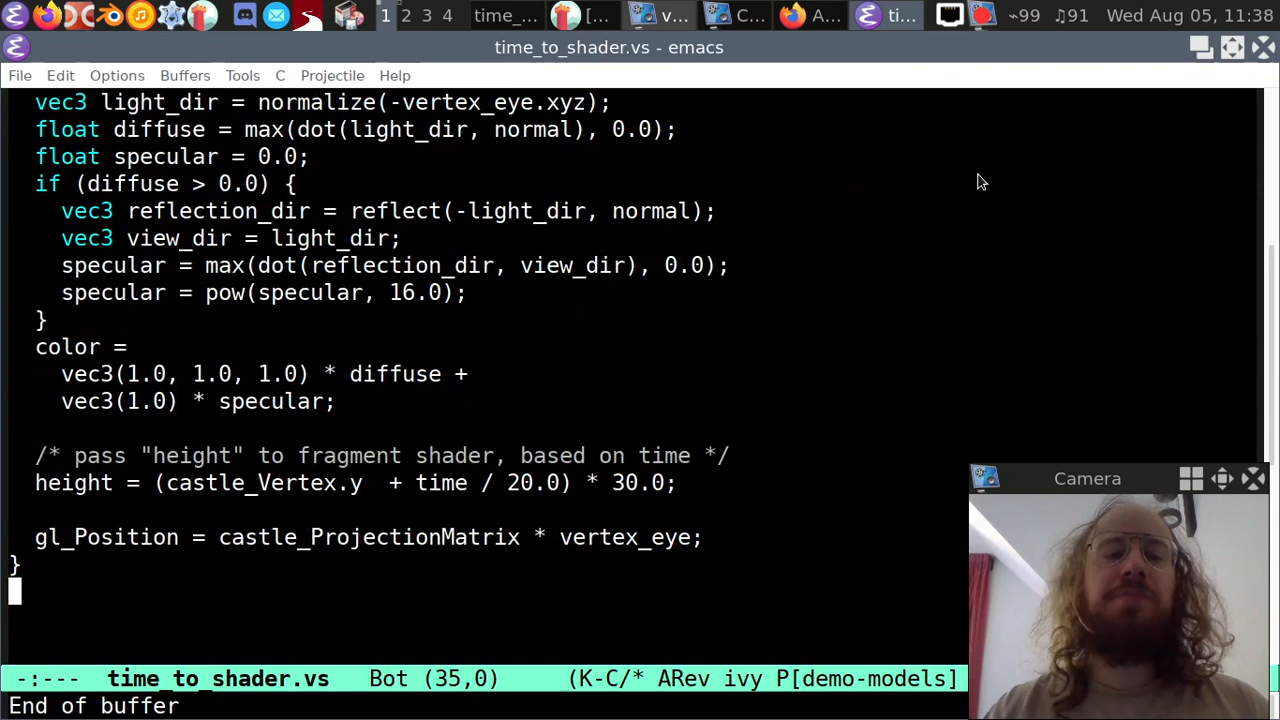 1 2 3 4 time_... [... v... C... A... ti... ⌁99 ♫91 Wed Aug 05, 11:38
time_to_shader.vs - emacs
File Edit Options Buffers Tools C Projectile Help
vec3 light_dir = normalize(-vertex_eye.xyz);
float diffuse = max(dot(light_dir, normal), 0.0);
float specular = 0.0;
if (diffuse > 0.0) {
vec3 reflection_dir = reflect(-light_dir, normal);
vec3 view_dir = light_dir;
specular = max(dot(reflection_dir, view_dir), 0.0);
specular = pow(specular, 16.0);
}
color =
vec3(1.0, 1.0, 1.0) * diffuse +
vec3(1.0) * specular;
/* pass "height" to fragment shader, based on time */
height = (castle_Vertex.y  + time / 20.0) * 30.0;
gl_Position = castle_ProjectionMatrix * vertex_eye;
}
Camera
-:---  time_to_shader.vs   Bot (35,0)     (K-C/* ARev ivy P[demo-models]
End of buffer